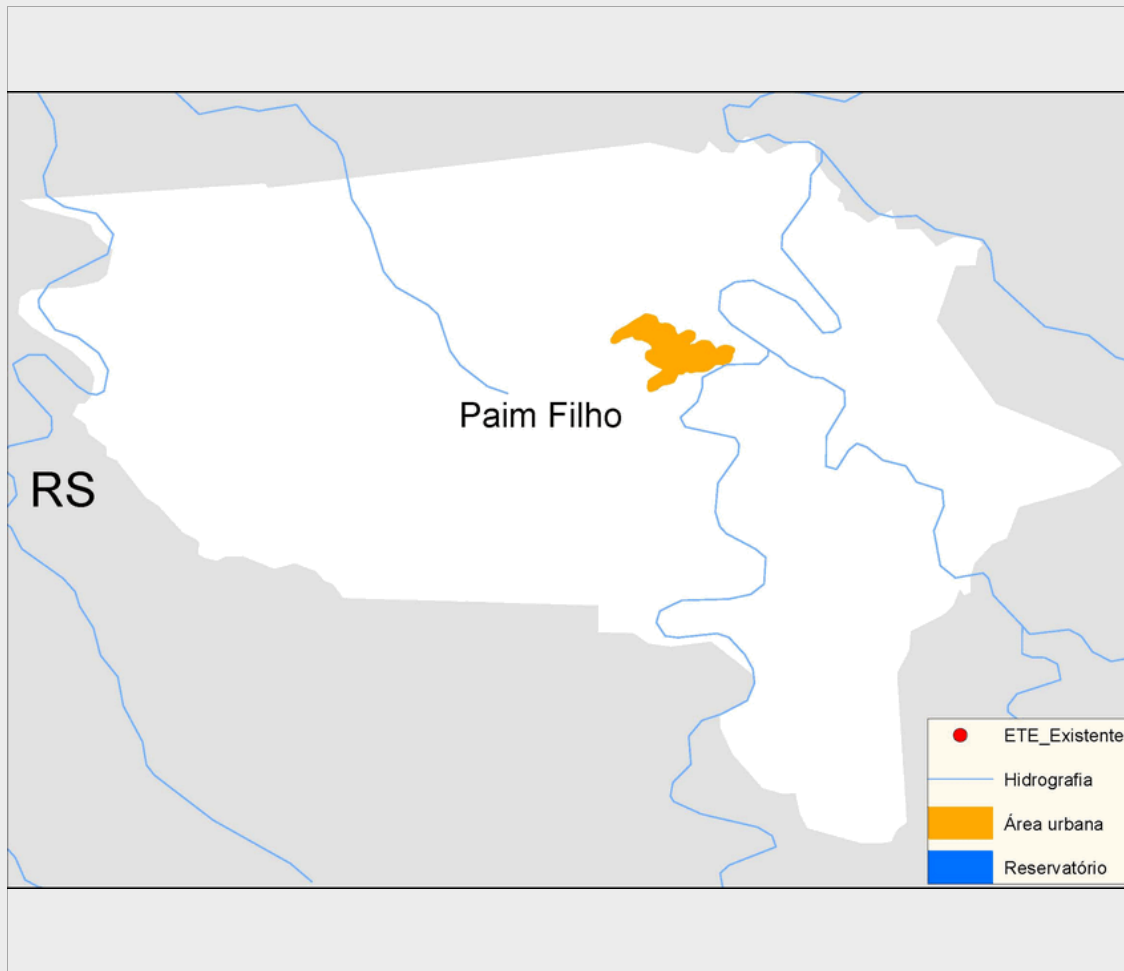 Paim Filho
RS
ETE_Existente
Hidrografia
Área urbana
Reservatório